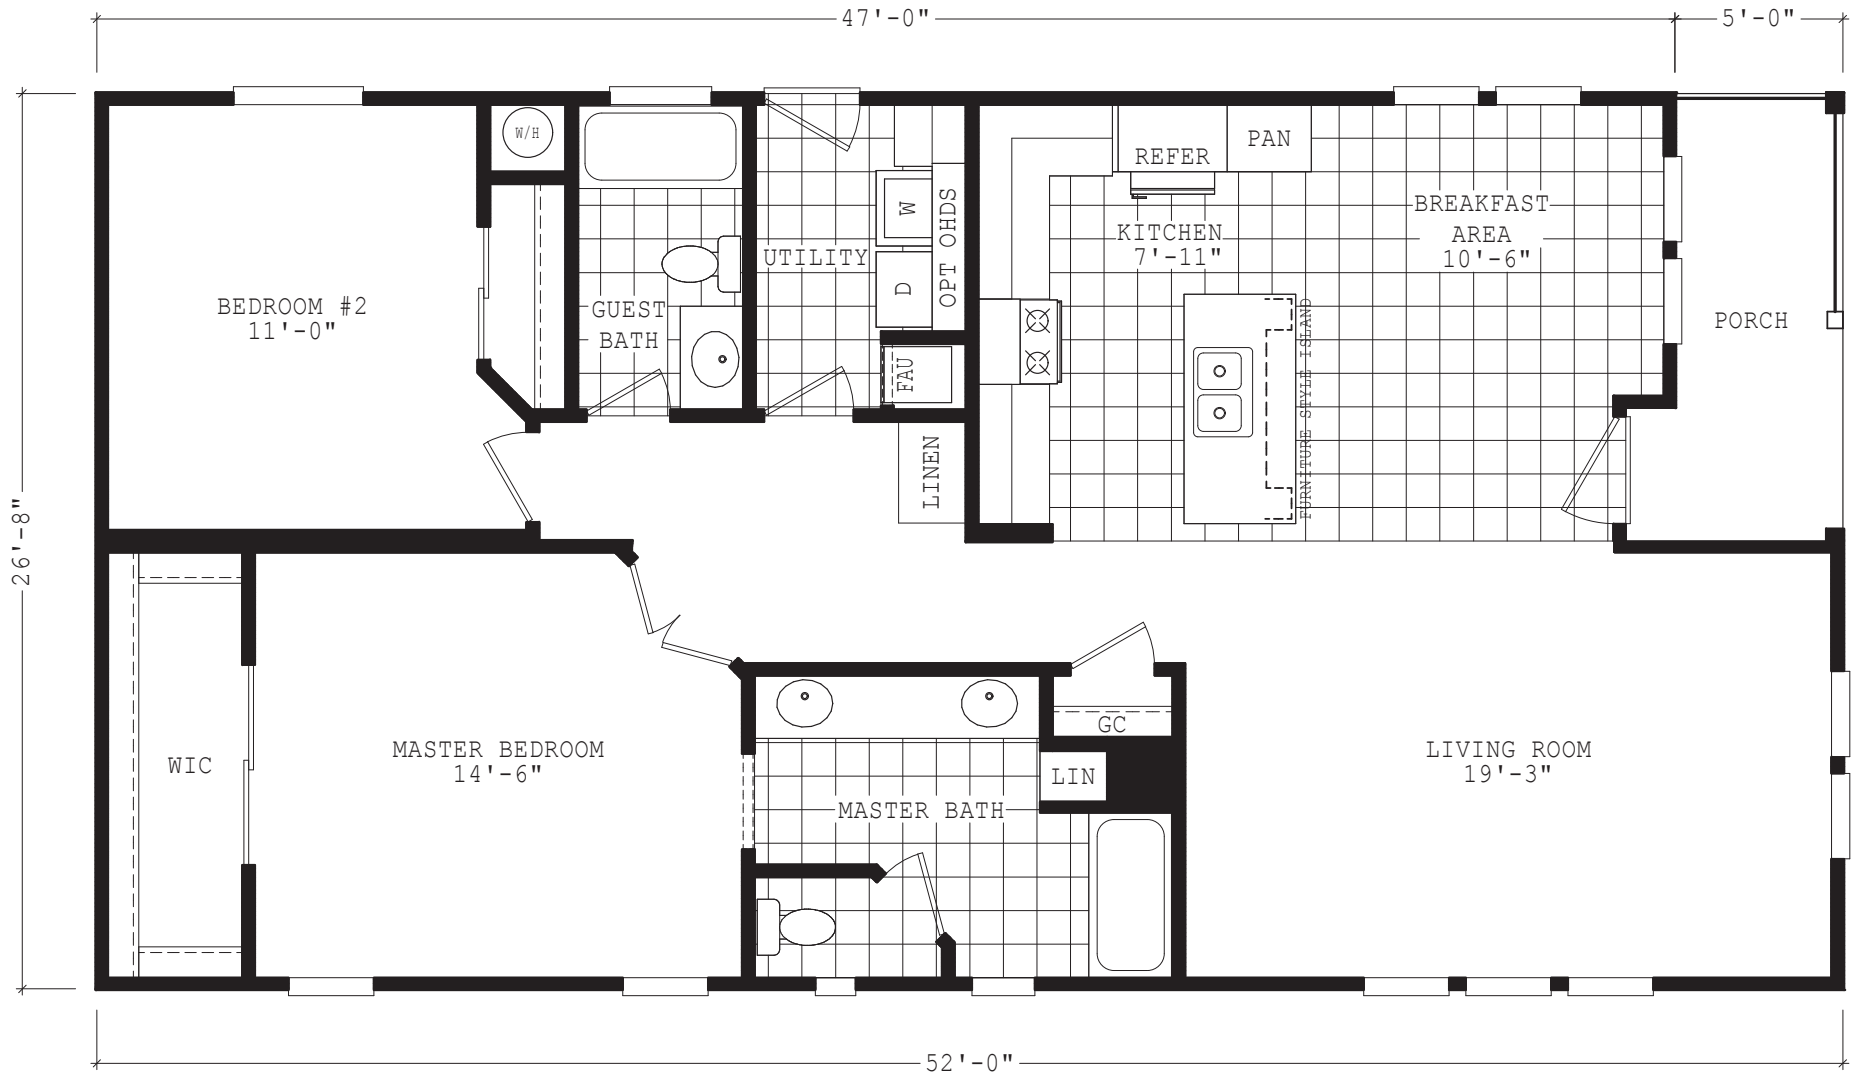 47'-0"
5'-0"
26'-8"
W/H
REFER
PAN
W
D
OPT OHDS
BREAKFAST
AREA
10'-6"
KITCHEN
7'-11"
UTILITY
BEDROOM #2
11'-0"
GUEST
BATH
PORCH
FURNITURE STYLE ISLAND
FAU
LINEN
GC
WIC
MASTER BEDROOM
14'-6"
LIN
LIVING ROOM
19'-3"
MASTER BATH
52'-0"